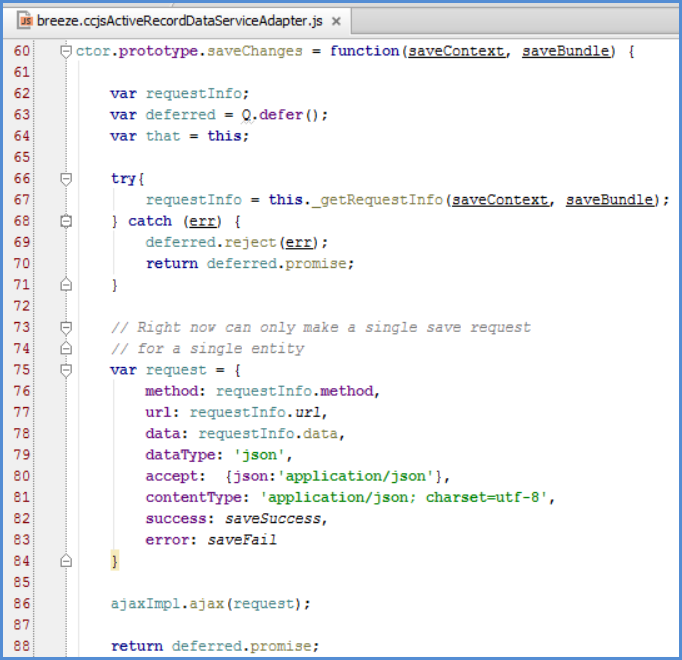 breeze.ccjsActiveRecordDataServiceAdapter.js ×
60 ctor.prototype.saveChanges = function(saveContext, saveBundle) {
61
62     var requestInfo;
63     var deferred = Q.defer();
64     var that = this;
65
66     try{
67         requestInfo = this._getRequestInfo(saveContext, saveBundle);
68     } catch (err) {
69         deferred.reject(err);
70         return deferred.promise;
71     }
72
73     // Right now can only make a single save request
74     // for a single entity
75     var request = {
76         method: requestInfo.method,
77         url: requestInfo.url,
78         data: requestInfo.data,
79         dataType: 'json',
80         accept:  {json:'application/json'},
81         contentType: 'application/json; charset=utf-8',
82         success: saveSuccess,
83         error: saveFail
84     }
85
86     ajaxImpl.ajax(request);
87
88     return deferred.promise;